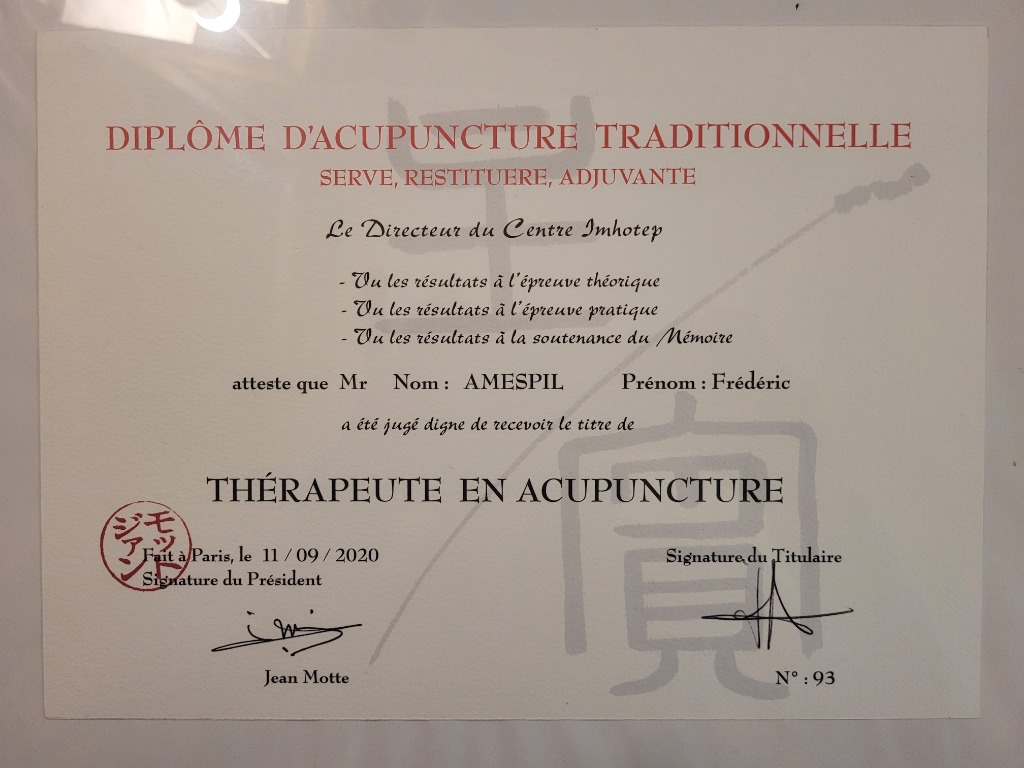 DIPLÔME D'ACUPUNCTURE TRADITIONNELLE
SERVE, RESTITUERE, ADJUVANTE
Le Directeur du Centre Imhotep
- Vu les résultats à l'épreuve théorique
- Vu les résultats à l'épreuve pratique
- Vu les résultats à la soutenance du Mémoire
atteste que Mr Nom : AMESPIL Prénom : Frédéric
a été jugé digne de recevoir le titre de
THÉRAPEUTE EN ACUPUNCTURE
モット
ジァン
Fait à Paris, le 11 / 09 / 2020
Signature du Président
Signature du Titulaire
Jean Motte
N° : 93